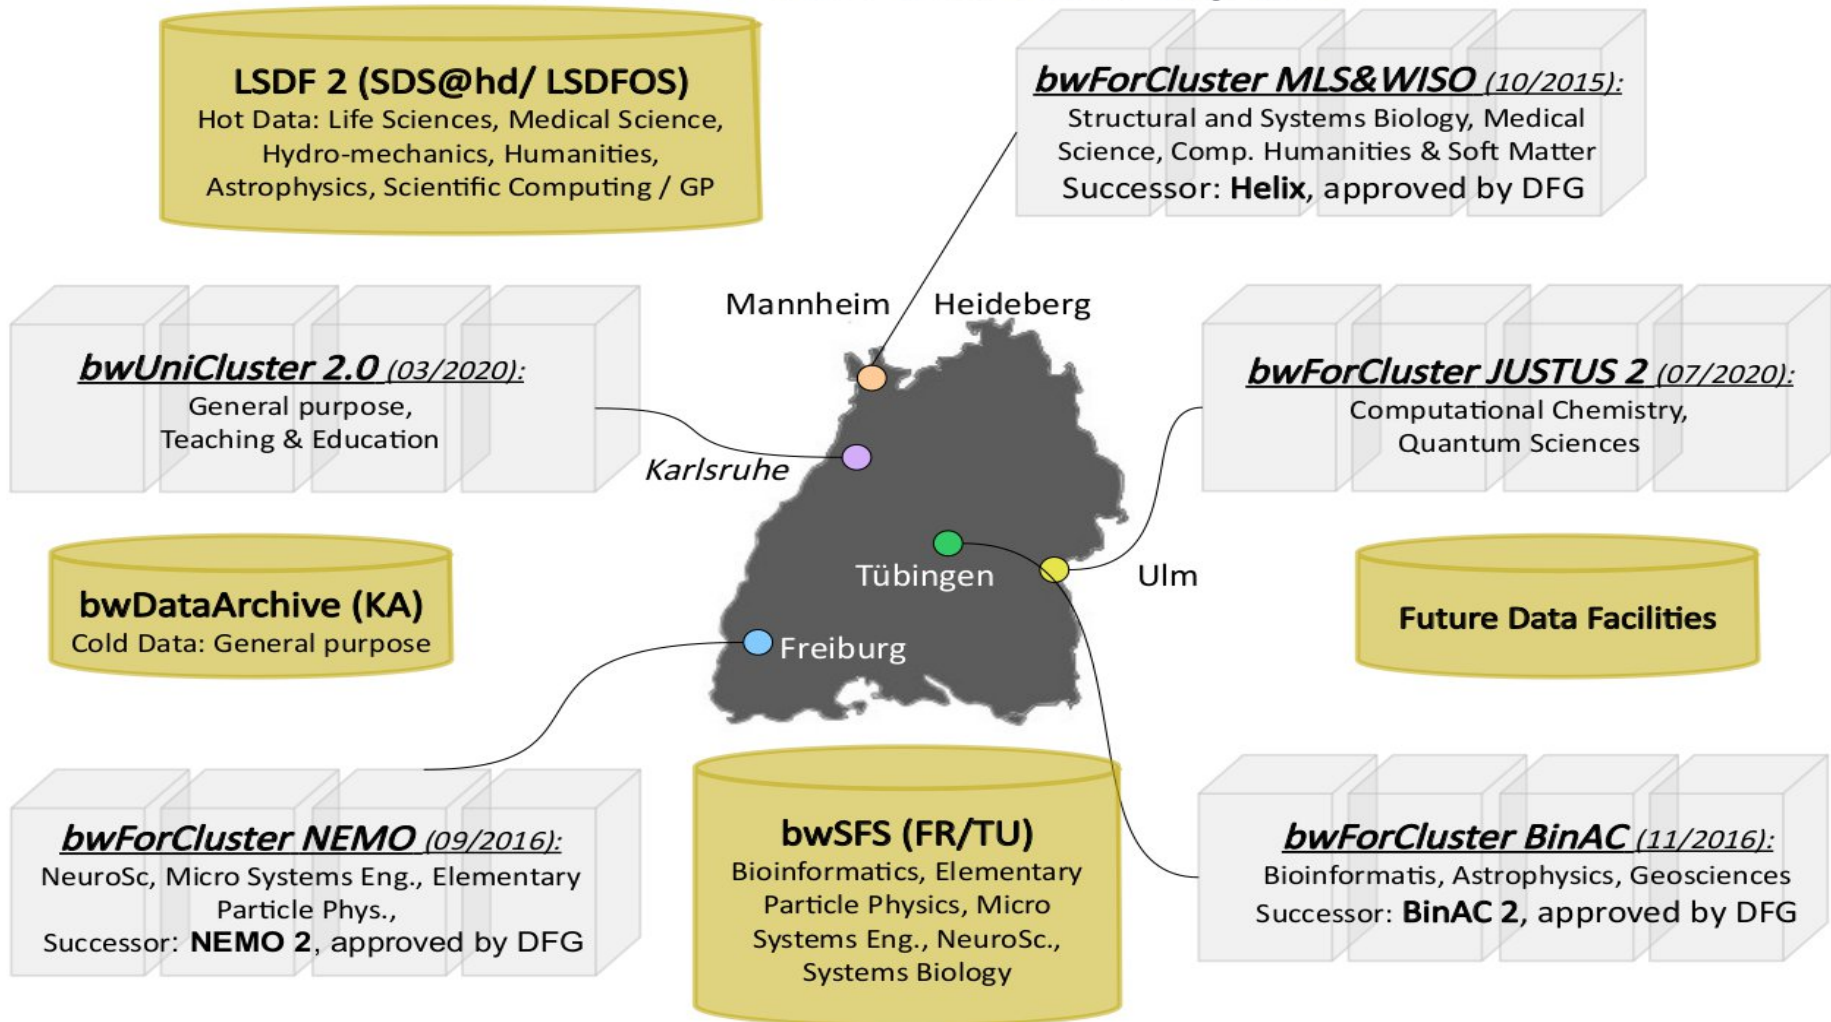 LSDF 2 (SDS@hd/ LSDFOS)
Hot Data: Life Sciences, Medical Science,
Hydro-mechanics, Humanities,
Astrophysics, Scientific Computing / GP
bwForCluster MLS&WISO (10/2015):
Structural and Systems Biology, Medical
Science, Comp. Humanities & Soft Matter
Successor: Helix, approved by DFG
Mannheim
Heideberg
bwUniCluster 2.0 (03/2020):
General purpose,
Teaching & Education
Karlsruhe
bwForCluster JUSTUS 2 (07/2020):
Computational Chemistry,
Quantum Sciences
Tübingen
Ulm
bwDataArchive (KA)
Cold Data: General purpose
Freiburg
Future Data Facilities
bwForCluster NEMO (09/2016):
NeuroSc, Micro Systems Eng., Elementary
Particle Phys.,
Successor: NEMO 2, approved by DFG
bwSFS (FR/TU)
Bioinformatics, Elementary
Particle Physics, Micro
Systems Eng., NeuroSc.,
Systems Biology
bwForCluster BinAC (11/2016):
Bioinformatis, Astrophysics, Geosciences
Successor: BinAC 2, approved by DFG